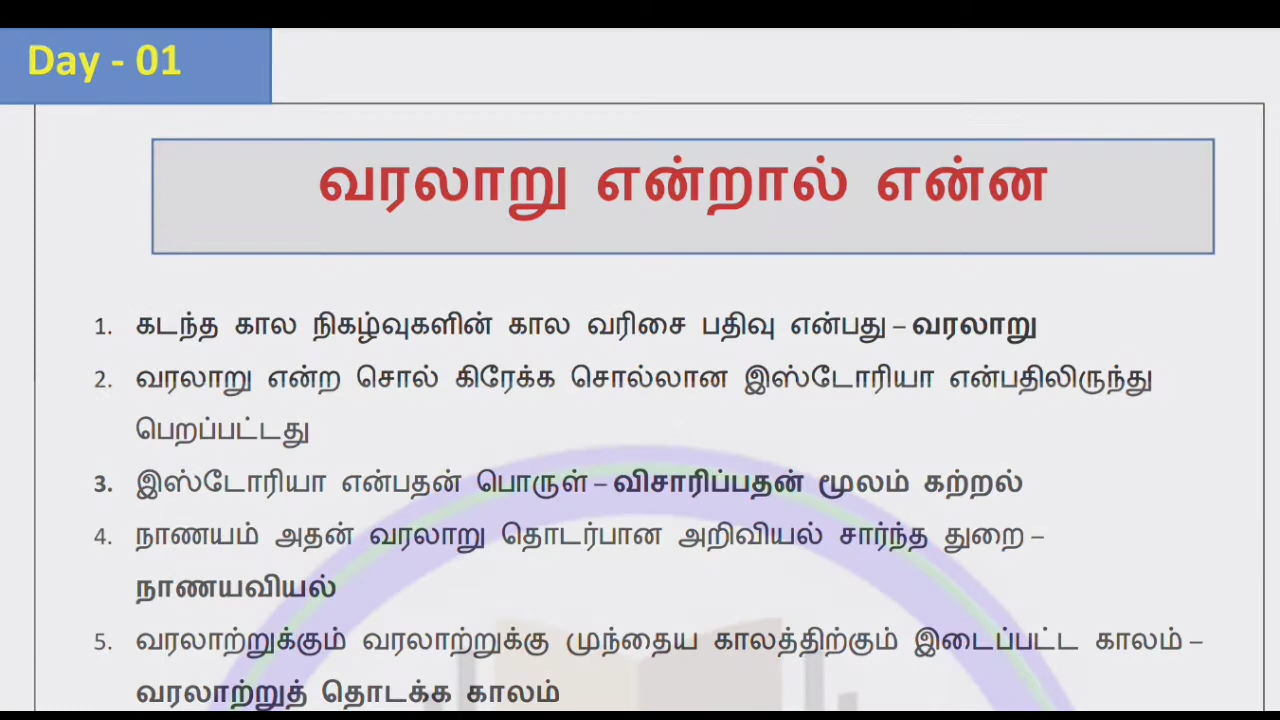 Day - 01
வரலாறு என்றால் என்ன
1. கடந்த கால நிகழ்வுகளின் கால வரிசை பதிவு என்பது – வரலாறு
2. வரலாறு என்ற சொல் கிரேக்க சொல்லான இஸ்டோரியா என்பதிலிருந்து
பெறப்பட்டது
3. இஸ்டோரியா என்பதன் பொருள் – விசாரிப்பதன் மூலம் கற்றல்
4. நாணயம் அதன் வரலாறு தொடர்பான அறிவியல் சார்ந்த துறை –
நாணயவியல்
5. வரலாற்றுக்கும் வரலாற்றுக்கு முந்தைய காலத்திற்கும் இடைப்பட்ட காலம் –
வரலாற்றுத் தொடக்க காலம்